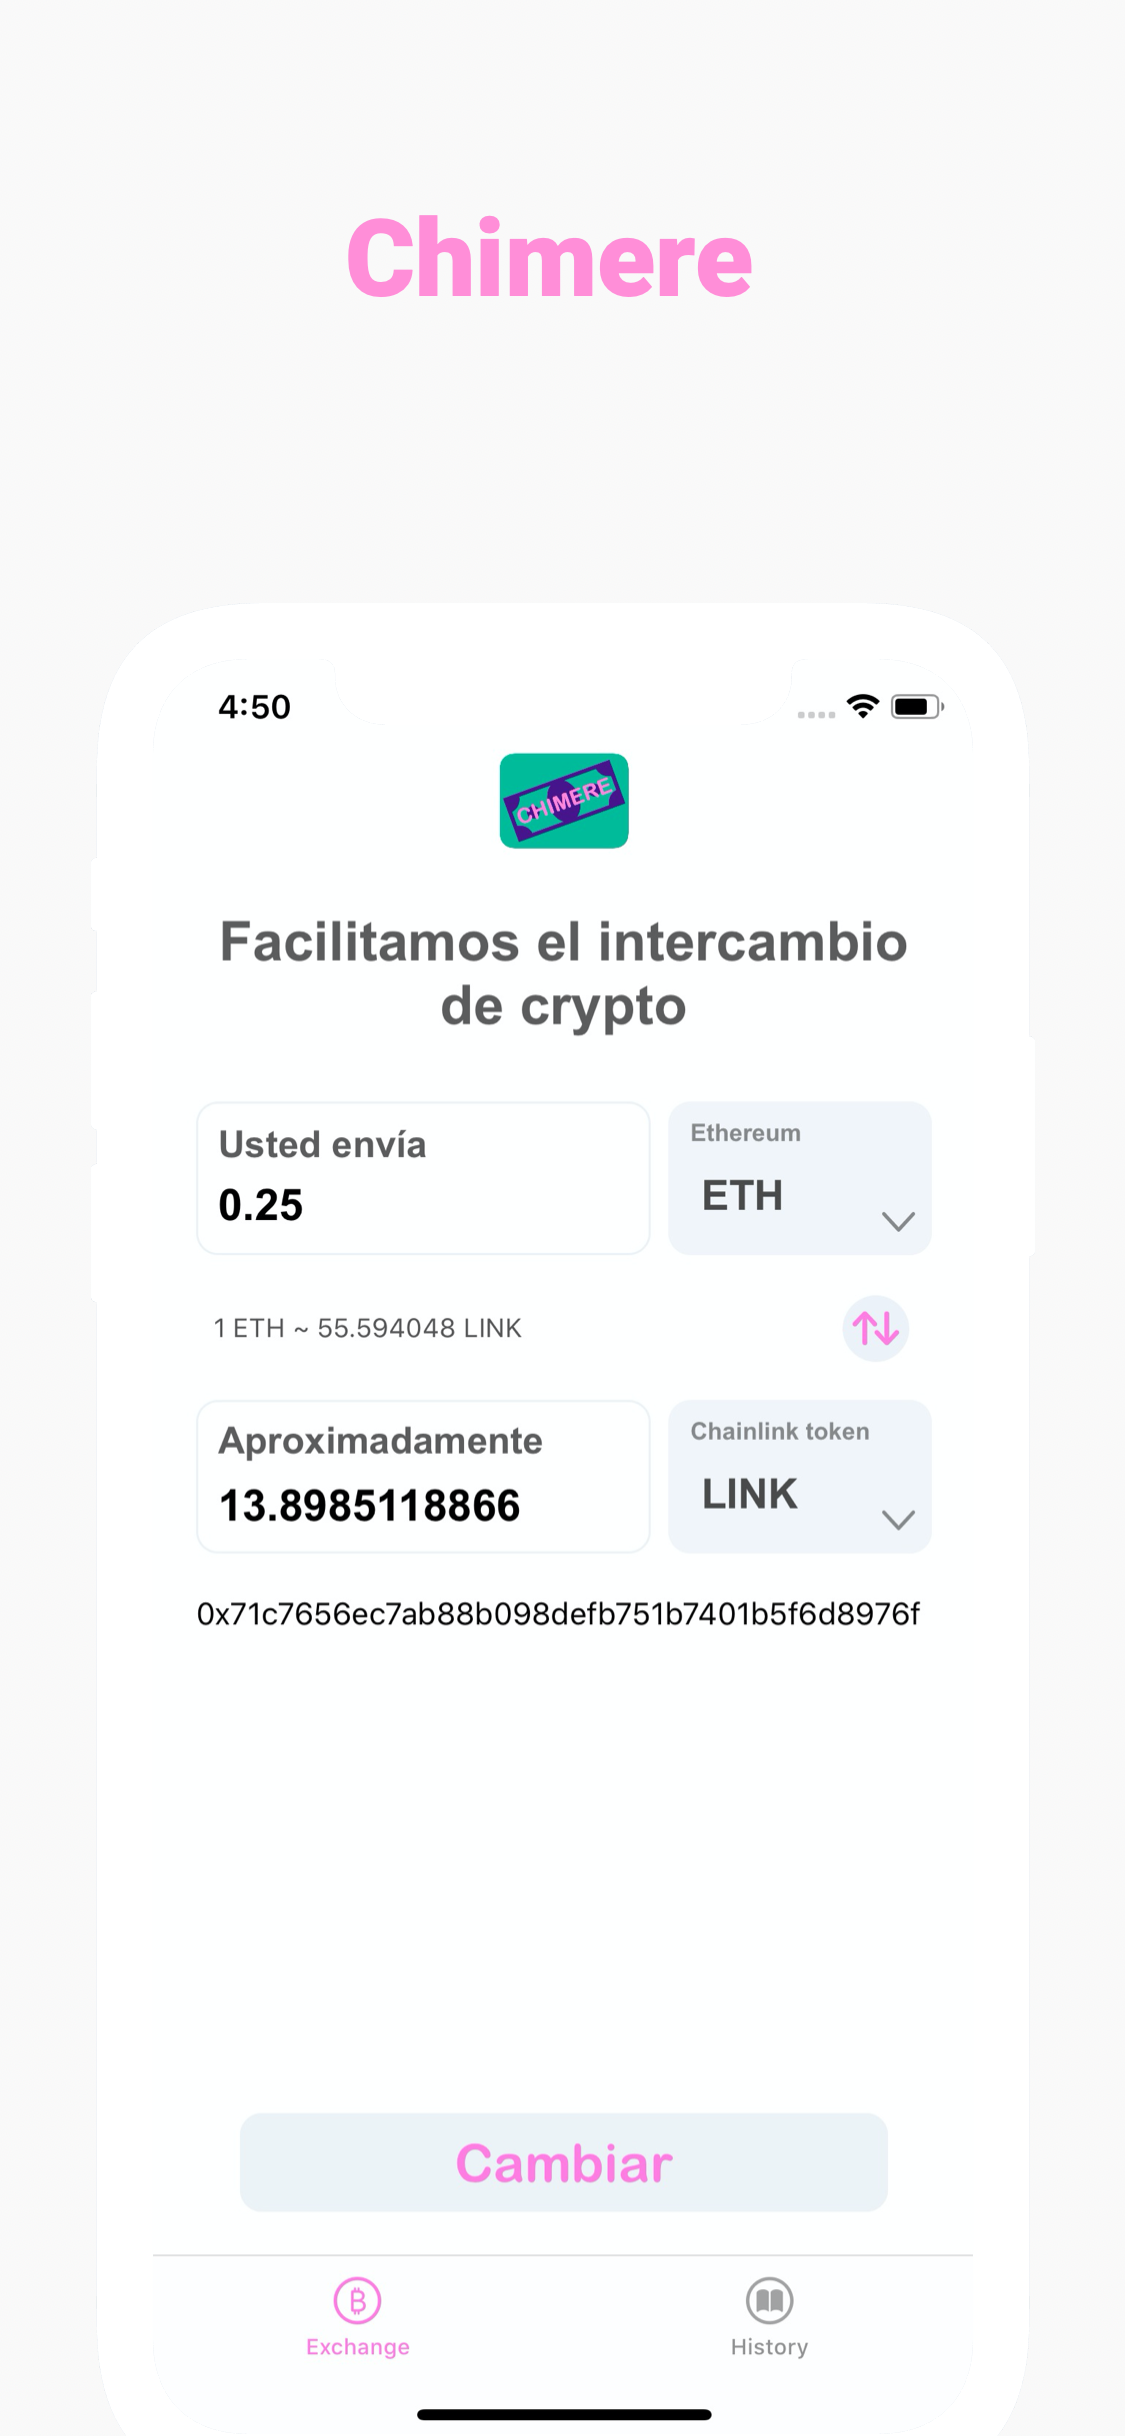 Chimere
4:50
CHIMERE
Facilitamos el intercambio
de crypto
Usted envía
0.25
Ethereum
ETH
1 ETH ~ 55.594048 LINK
Aproximadamente
13.8985118866
Chainlink token
LINK
0x71c7656ec7ab88b098defb751b7401b5f6d8976f
Cambiar
Exchange
History